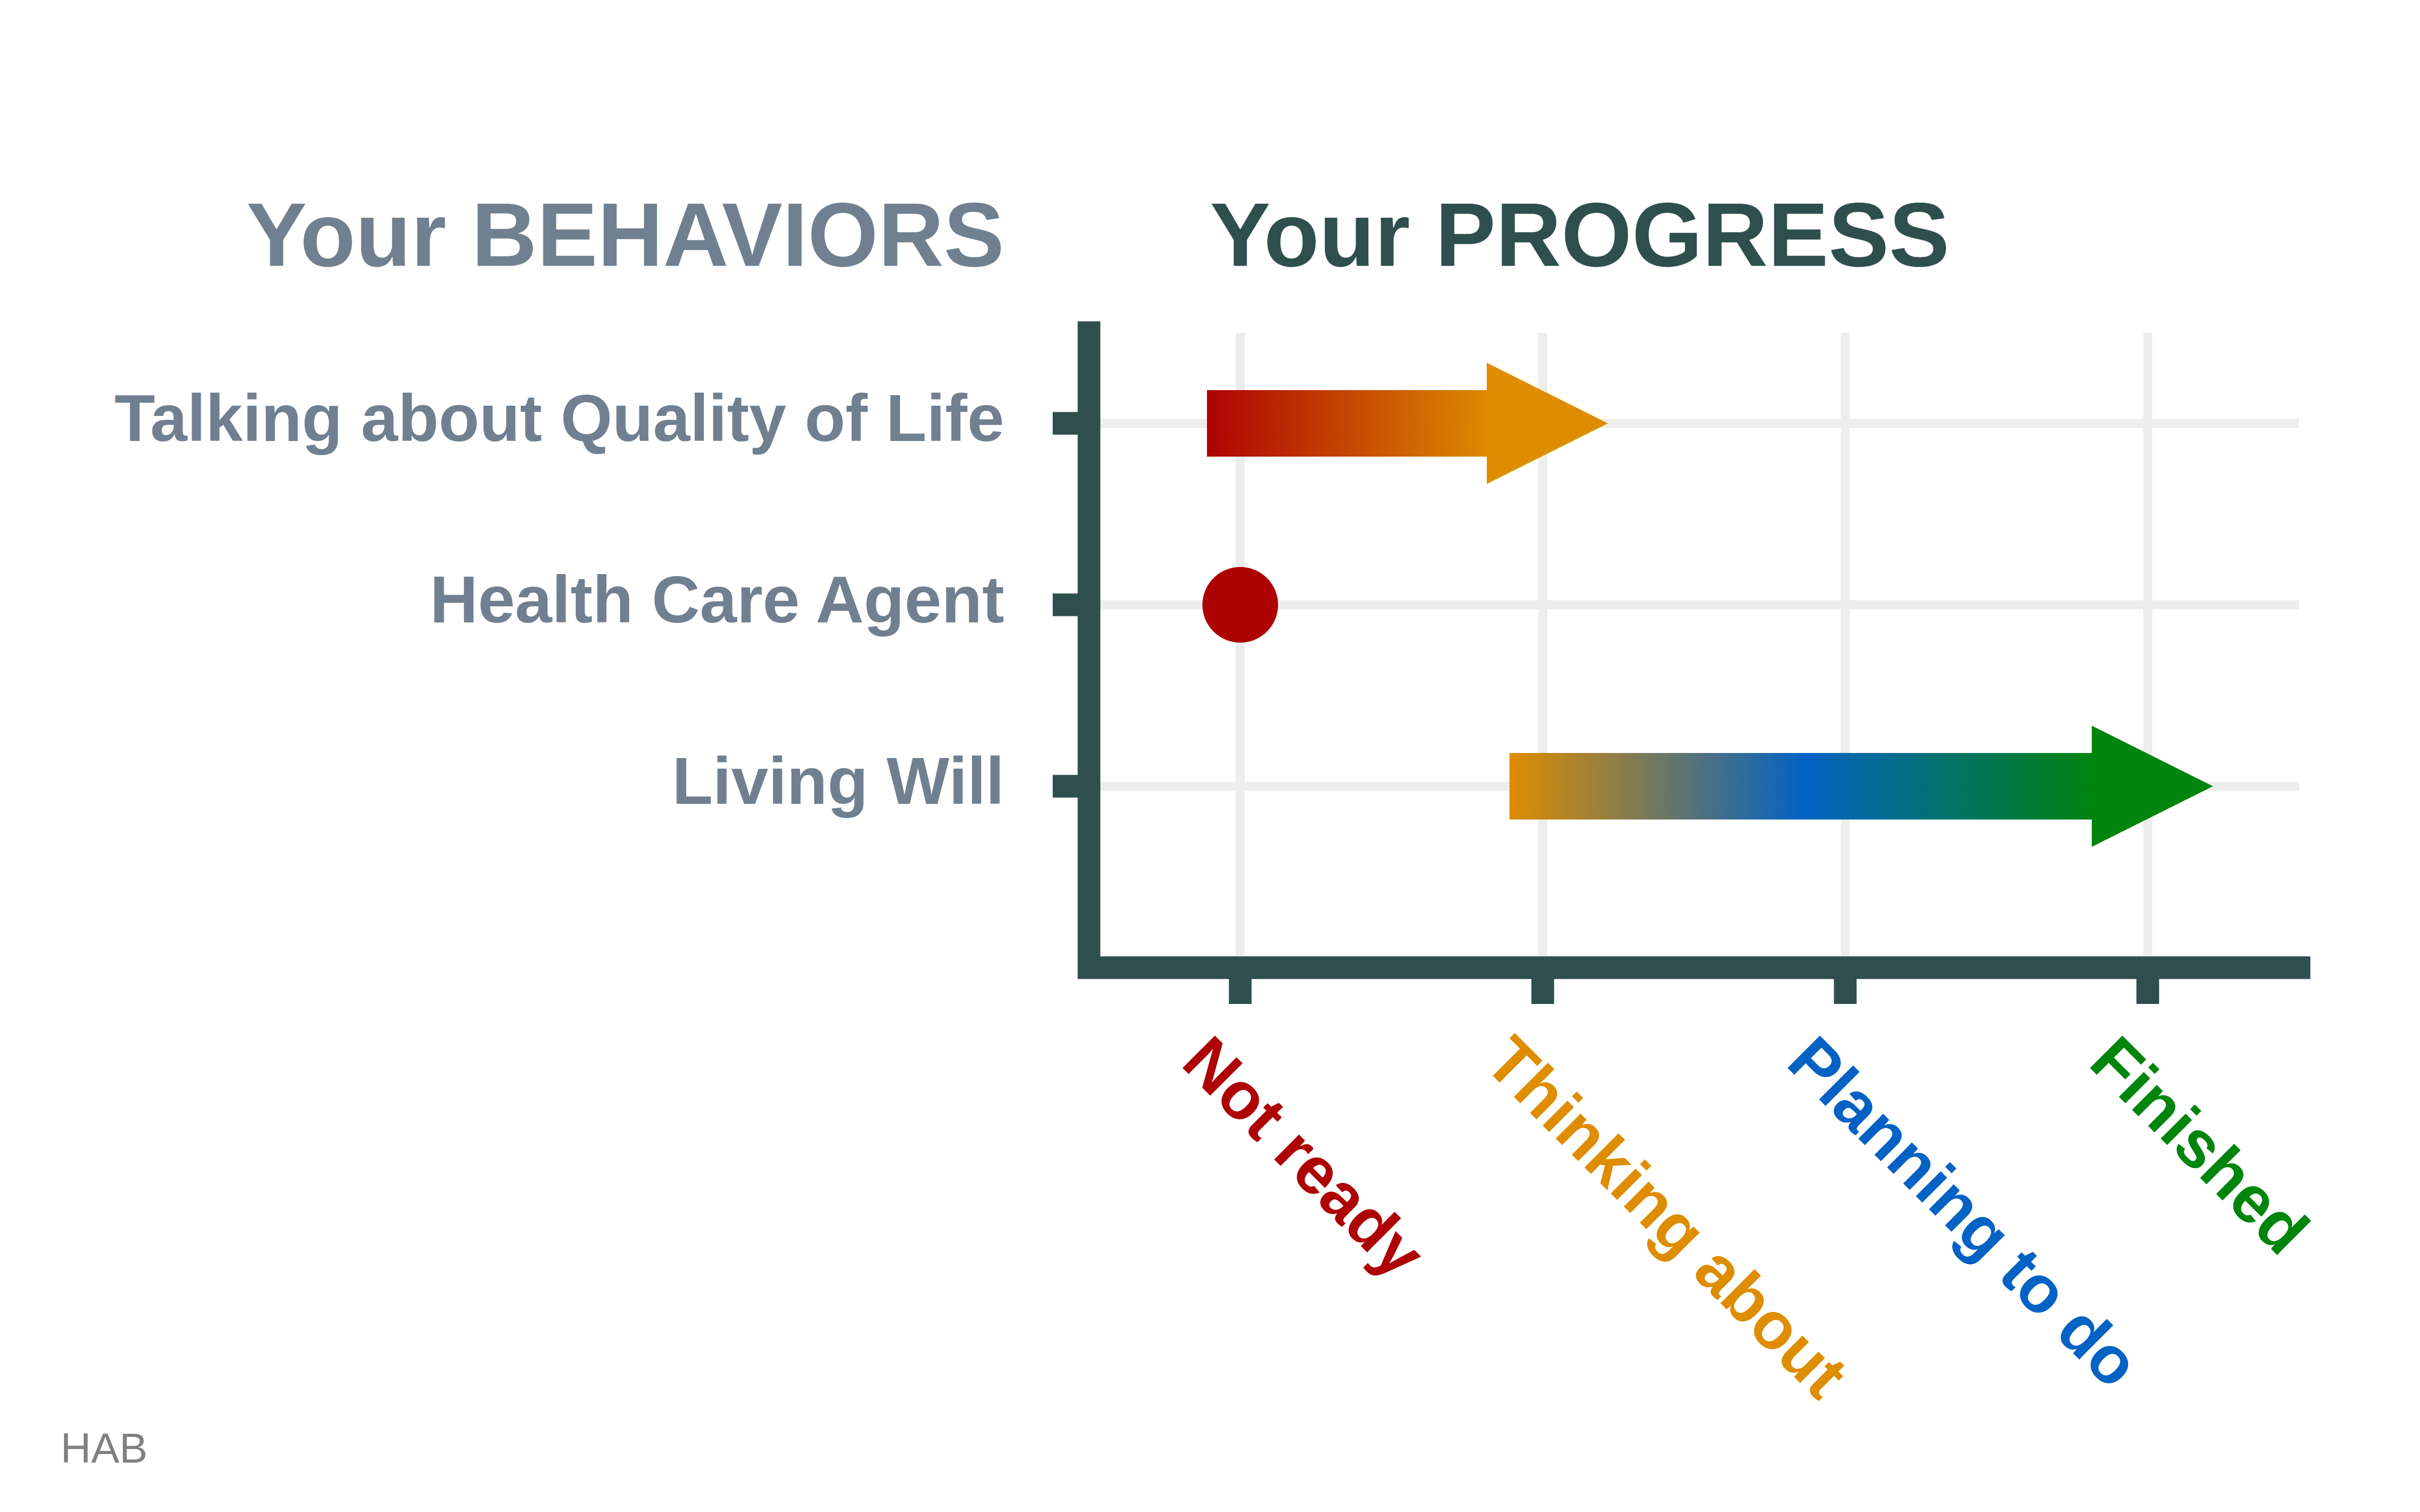 Your BEHAVIORS
Your PROGRESS
Talking about Quality of Life
Health Care Agent
Living Will
Not ready
Thinking about
Planning to do
Finished
HAB